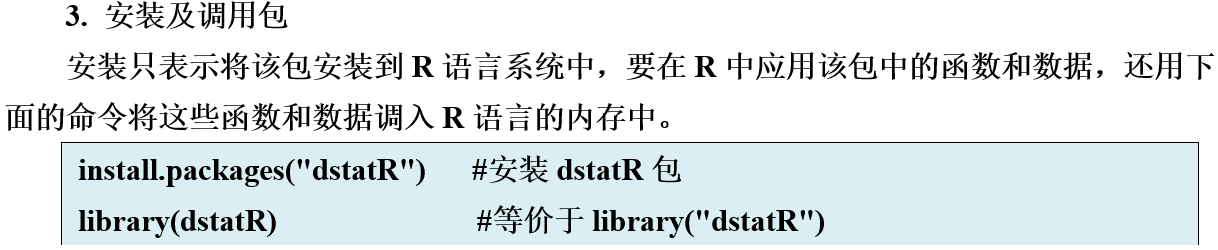 3. 安装及调用包
安装只表示将该包安装到 R 语言系统中，要在 R 中应用该包中的函数和数据，还用下
面的命令将这些函数和数据调入 R 语言的内存中。
install.packages("dstatR") #安装 dstatR 包
library(dstatR) #等价于 library("dstatR")